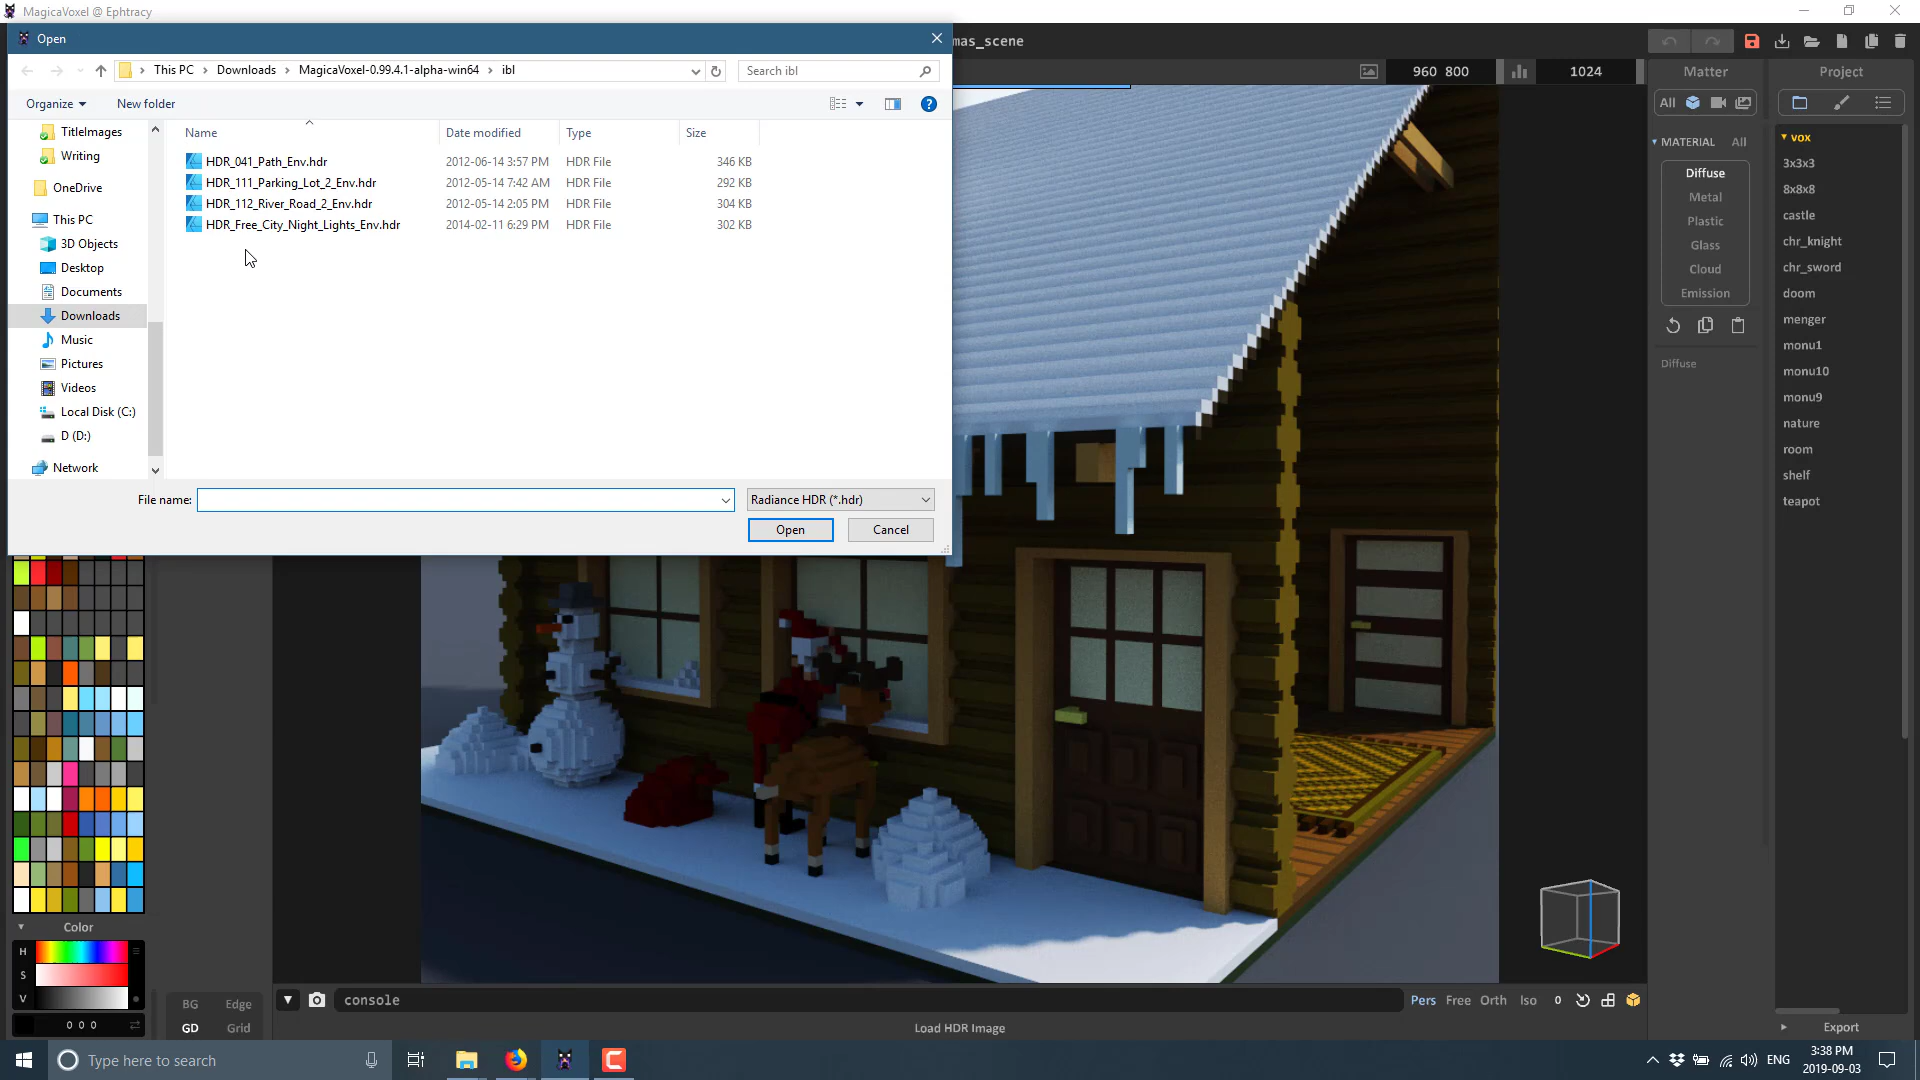 MagicaVoxel @ Ephtracy
Open
mas_scene
This PC > Downloads > MagicaVoxel-0.99.4.1-alpha-win64 > ibl
Search ibl
960 800
1024
Matter
Project
Organize
New folder
All
TitleImages
Writing
OneDrive
This PC
3D Objects
Desktop
Documents
Downloads
Music
Pictures
Videos
Local Disk (C:)
D (D:)
Network
Name Date modified Type Size
HDR_041_Path_Env.hdr 2012-06-14 3:57 PM HDR File 346 KB
HDR_111_Parking_Lot_2_Env.hdr 2012-05-14 7:42 AM HDR File 292 KB
HDR_112_River_Road_2_Env.hdr 2012-05-14 2:05 PM HDR File 304 KB
HDR_Free_City_Night_Lights_Env.hdr 2014-02-11 6:29 PM HDR File 302 KB
File name:
Radiance HDR (*.hdr)
Open
Cancel
MATERIAL All
Diffuse
Metal
Plastic
Glass
Cloud
Emission
Diffuse
vox
3x3x3
8x8x8
castle
chr_knight
chr_sword
doom
menger
monu1
monu10
monu9
nature
room
shelf
teapot
Color
H
S
V
0 0 0
BG Edge
GD Grid
console
Pers Free Orth Iso 0
Load HDR Image
Export
Type here to search
ENG
3:38 PM
2019-09-03